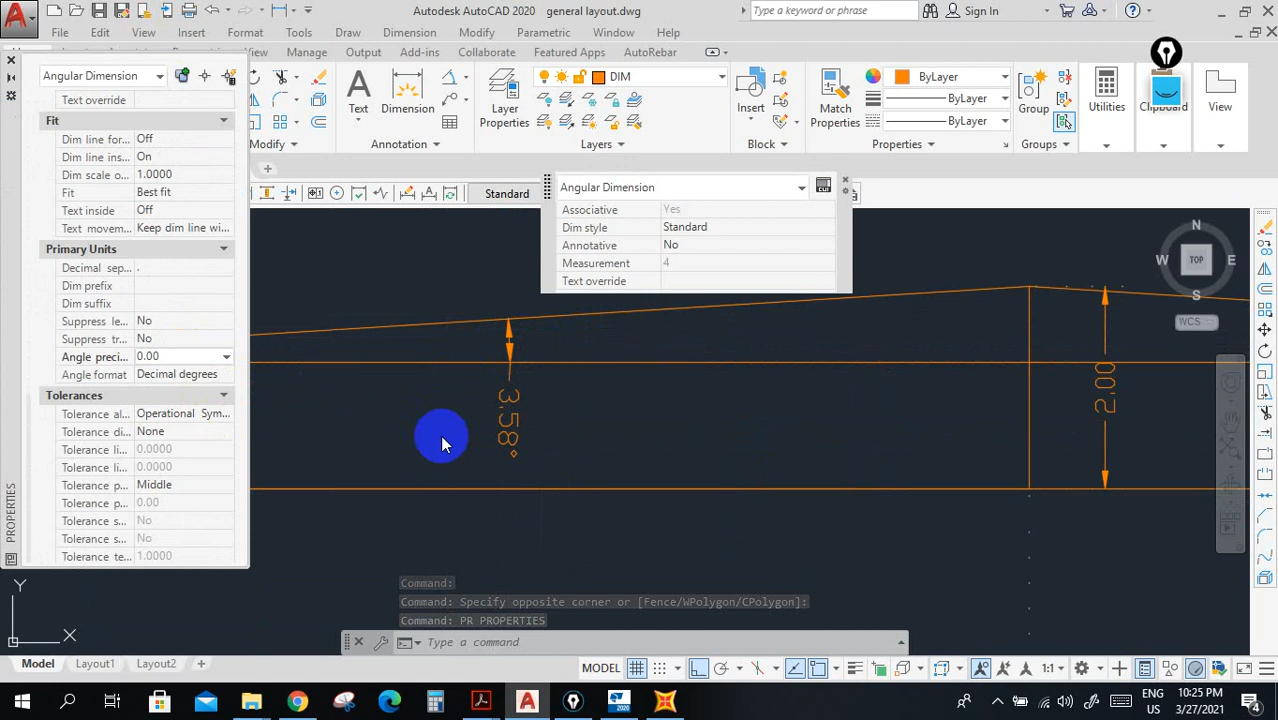 Autodesk AutoCAD 2020 general layout.dwg
Type a keyword or phrase
Sign In
File Edit View Insert Format Tools Draw Dimension Modify Parametric Window Help
Manage Output Add-ins Collaborate Featured Apps AutoRebar
Text
Dimension
Layer
Properties
DIM
Insert
Match
Properties
ByLayer
ByLayer
ByLayer
Group
Utilities
Clipboard
View
Modify Annotation Layers Block Properties Groups
Standard
Angular Dimension
Text override
Fit
Dim line for... Off
Dim line ins... On
Dim scale o... 1.0000
Fit Best fit
Text inside Off
Text movem... Keep dim line wi...
Primary Units
Decimal sep... .
Dim prefix
Dim suffix
Suppress le... No
Suppress tr... No
Angle preci... 0.00
Angle format Decimal degrees
Tolerances
Tolerance al... Operational Sym...
Tolerance di... None
Tolerance li... 0.0000
Tolerance li... 0.0000
Tolerance p... Middle
Tolerance p... 0.00
Tolerance s... No
Tolerance s... No
Tolerance te... 1.0000
PROPERTIES
Angular Dimension
Associative Yes
Dim style Standard
Annotative No
Measurement 4
Text override
N
W TOP E
S
WCS
3.58°
2.00
Y
X
Command:
Command: Specify opposite corner or [Fence/WPolygon/CPolygon]:
Command: PR PROPERTIES
Type a command
Model Layout1 Layout2 +
MODEL
1:1
ENG
US
10:25 PM
3/27/2021
4